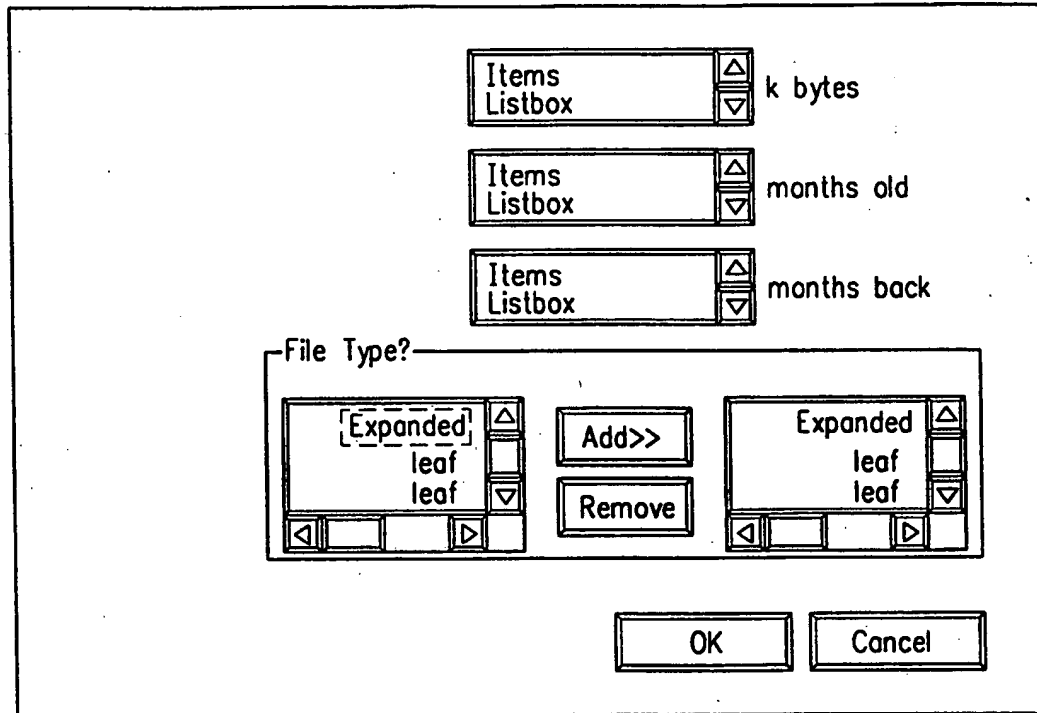 Items
Listbox
k bytes
Items
Listbox
months old
Items
Listbox
months back
File Type?
Expanded
leaf
leaf
Add>>
Remove
Expanded
leaf
leaf
OK
Cancel